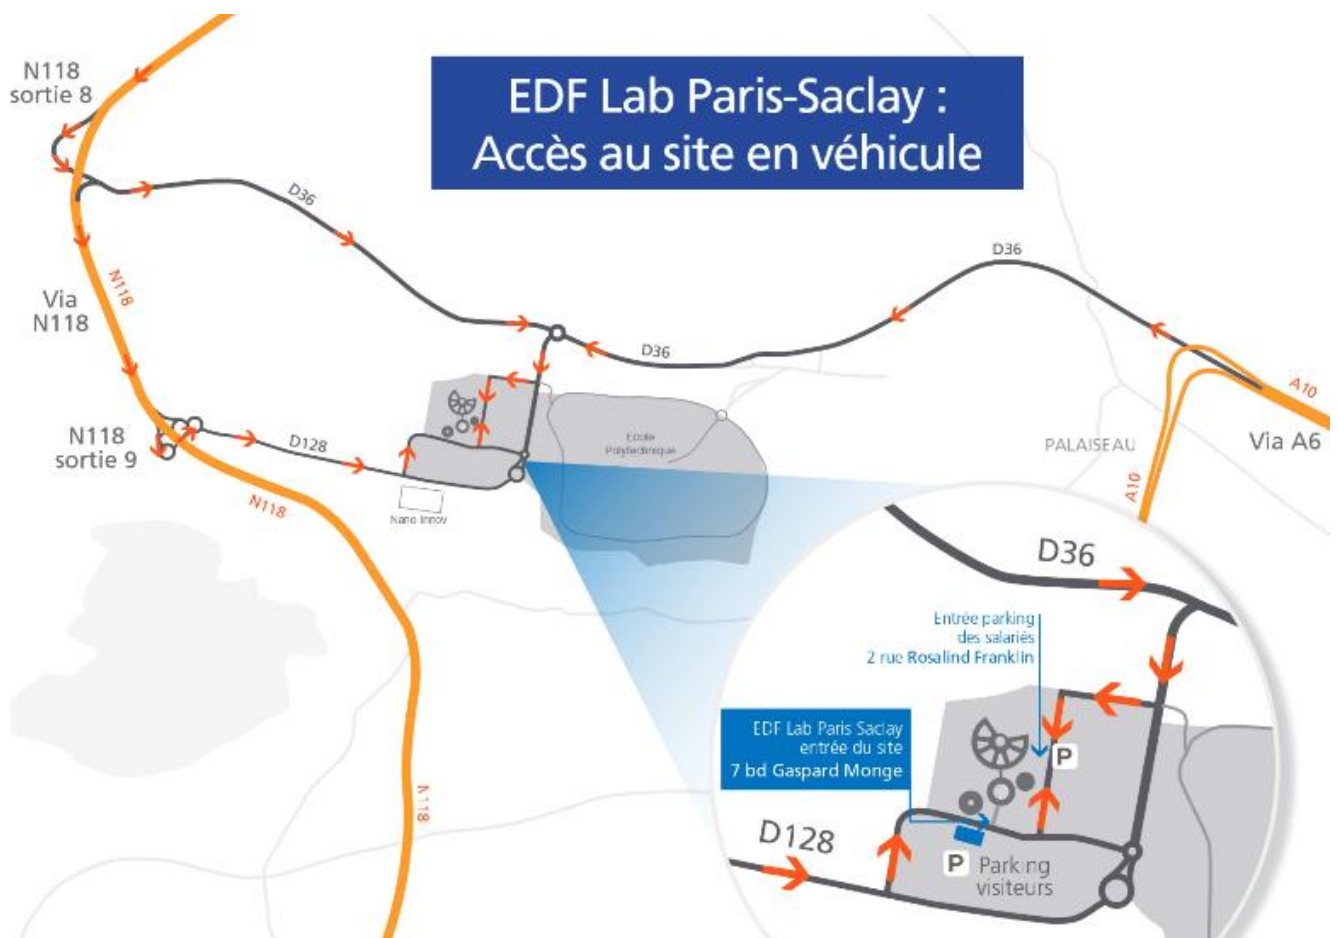 EDF Lab Paris-Saclay :
Accès au site en véhicule
N118
sortie 8
D36
D36
Via
N118
N118
D36
A10
Via A6
N118
sortie 9
D128
PALAISEAU
A10
Ecole
Polytechnique
N118
Nano Innov
D36
Entrée parking
des salariés
2 rue Rosalind Franklin
EDF Lab Paris Saclay
entrée du site
7 bd Gaspard Monge
P
N118
D128
P
Parking
visiteurs